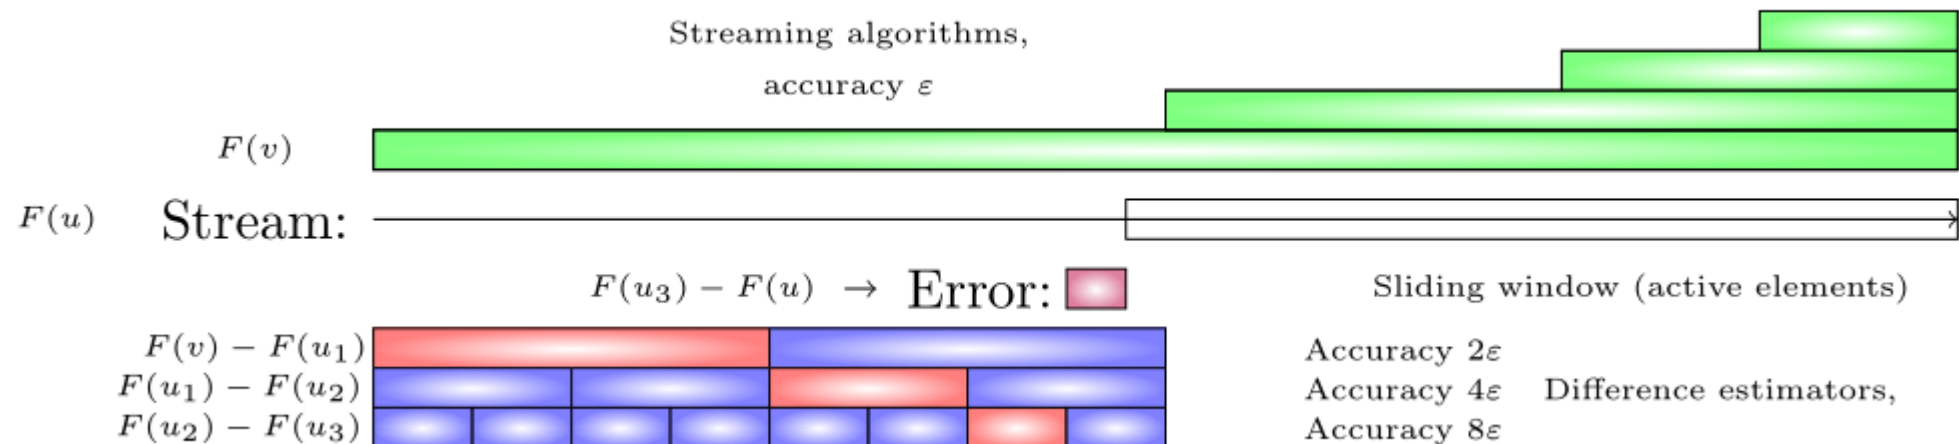 Streaming algorithms,
accuracy ε
F(v)
F(u) Stream:
F(u₃) − F(u) → Error:
Sliding window (active elements)
F(v) − F(u₁) Accuracy 2ε
F(u₁) − F(u₂) Accuracy 4ε Difference estimators,
F(u₂) − F(u₃) Accuracy 8ε